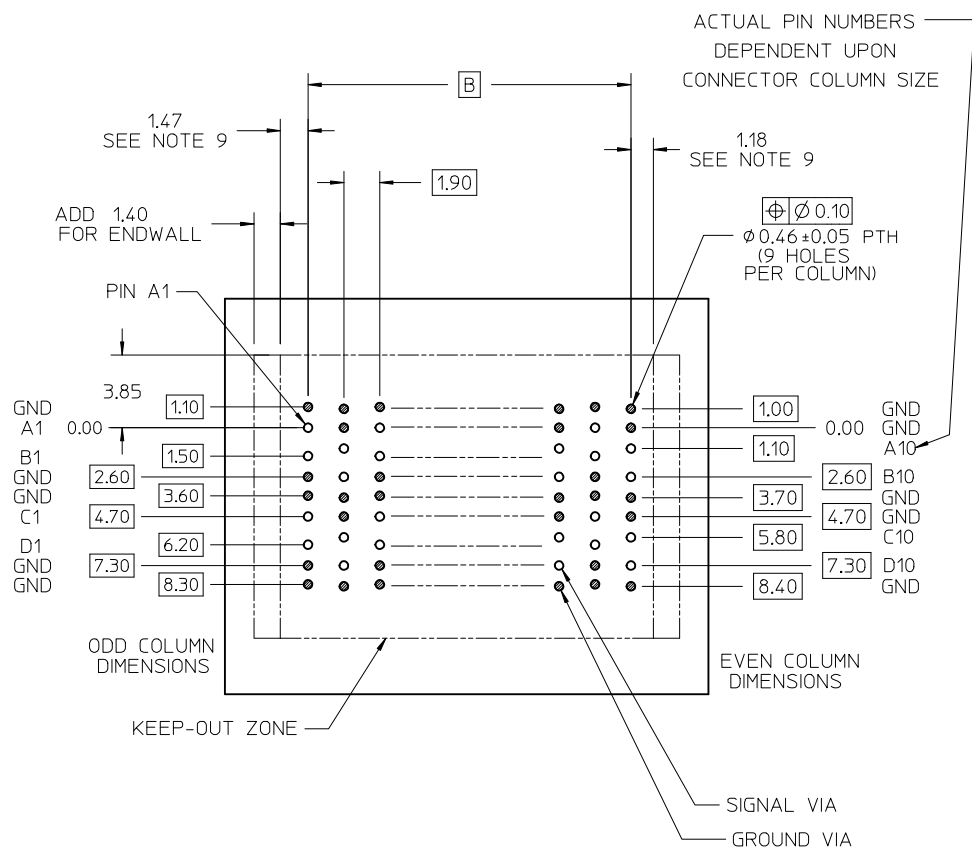 ACTUAL PIN NUMBERS
DEPENDENT UPON
CONNECTOR COLUMN SIZE
B
1.47
SEE NOTE 9
1.18
SEE NOTE 9
1.90
ADD 1.40
FOR ENDWALL
⌖ Ø 0.10
Ø 0.46 ±0.05 PTH
(9 HOLES
PER COLUMN)
PIN A1
3.85
GND 1.10
A1 0.00
B1 1.50
GND 2.60
GND 3.60
C1 4.70
D1 6.20
GND 7.30
GND 8.30
1.00 GND
0.00 GND
1.10 A10
2.60 B10
3.70 GND
4.70 GND
5.80 C10
7.30 D10
8.40 GND
ODD COLUMN
DIMENSIONS
EVEN COLUMN
DIMENSIONS
KEEP-OUT ZONE
SIGNAL VIA
GROUND VIA